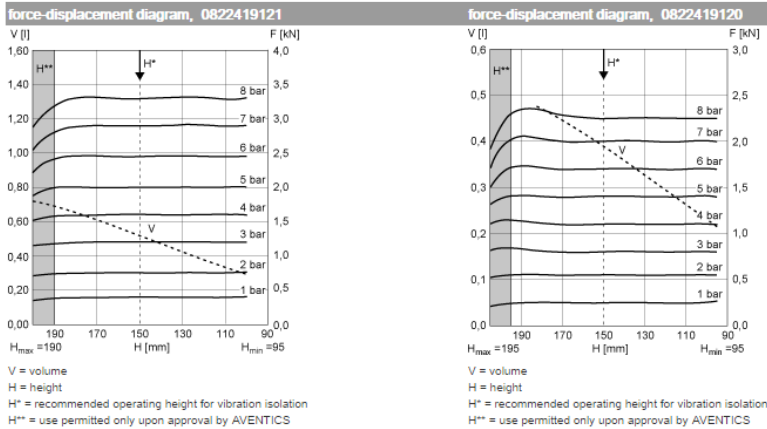 force-displacement diagram, 0822419121
V [l]
F [kN]
1,60
4,0
H**
H*
1,40
3,5
8 bar
1,20
3,0
7 bar
1,00
2,5
6 bar
0,80
2,0
5 bar
4 bar
0,60
1,5
V
3 bar
0,40
1,0
2 bar
0,20
0,5
1 bar
0,00
0,0
190 170 150 130 110 90
Hmax =190 H [mm] Hmin =95
V = volume
H = height
H* = recommended operating height for vibration isolation
H** = use permitted only upon approval by AVENTICS
force-displacement diagram, 0822419120
V [l]
F [kN]
0,6
3,0
H**
H*
0,5
2,5
8 bar
7 bar
0,4
2,0
V
6 bar
0,3
1,5
5 bar
4 bar
0,2
1,0
3 bar
2 bar
0,1
0,5
1 bar
0,0
0,0
190 170 150 130 110 90
Hmax =195 H [mm] Hmin =95
V = volume
H = height
H* = recommended operating height for vibration isolation
H** = use permitted only upon approval by AVENTICS